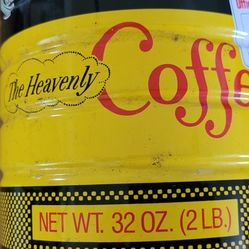 The Heavenly
Coffe
NET WT. 32 OZ. (2 LB.)